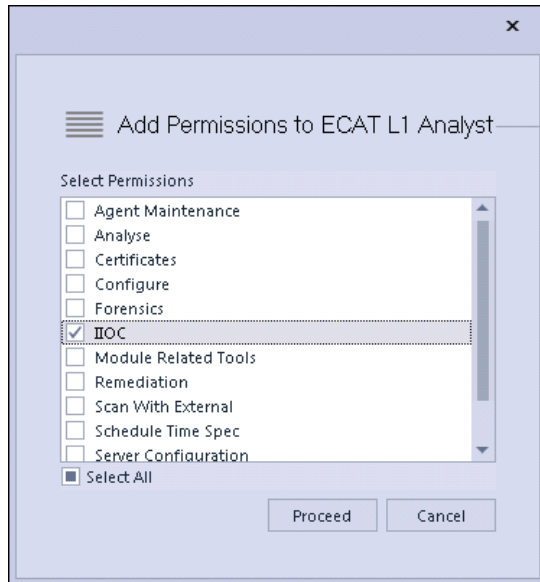 Add Permissions to ECAT L1 Analyst
Select Permissions
Agent Maintenance
Analyse
Certificates
Configure
Forensics
IIOC
Module Related Tools
Remediation
Scan With External
Schedule Time Spec
Server Configuration
Select All
Proceed Cancel